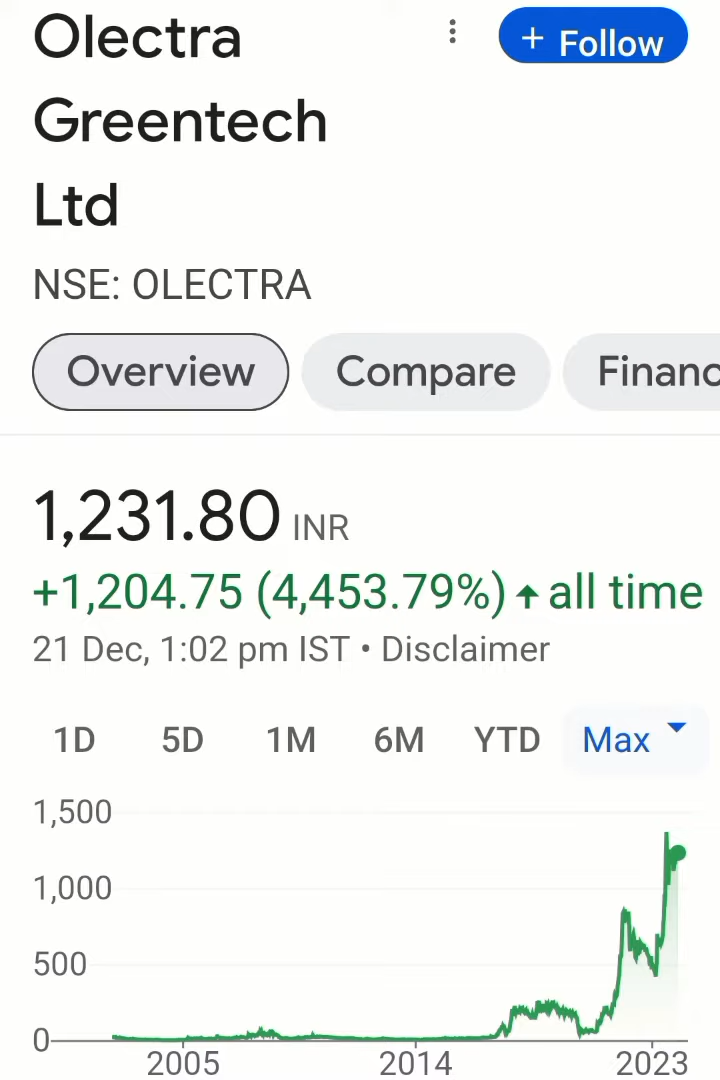 Olectra
Greentech
Ltd
+ Follow
NSE: OLECTRA
Overview
Compare
Financ
1,231.80 INR
+1,204.75 (4,453.79%) ↑ all time
21 Dec, 1:02 pm IST • Disclaimer
1D 5D 1M 6M YTD Max
1,500
1,000
500
0
2005 2014 2023